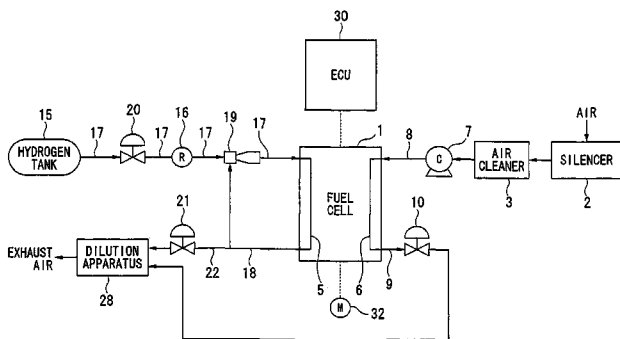 30
ECU
15
HYDROGEN
TANK
17
20
17
16
R
17
19
17
1
FUEL
CELL
8
7
C
AIR
CLEANER
3
AIR
SILENCER
2
21
22
18
5
6
10
9
EXHAUST
AIR
DILUTION
APPARATUS
28
M
32